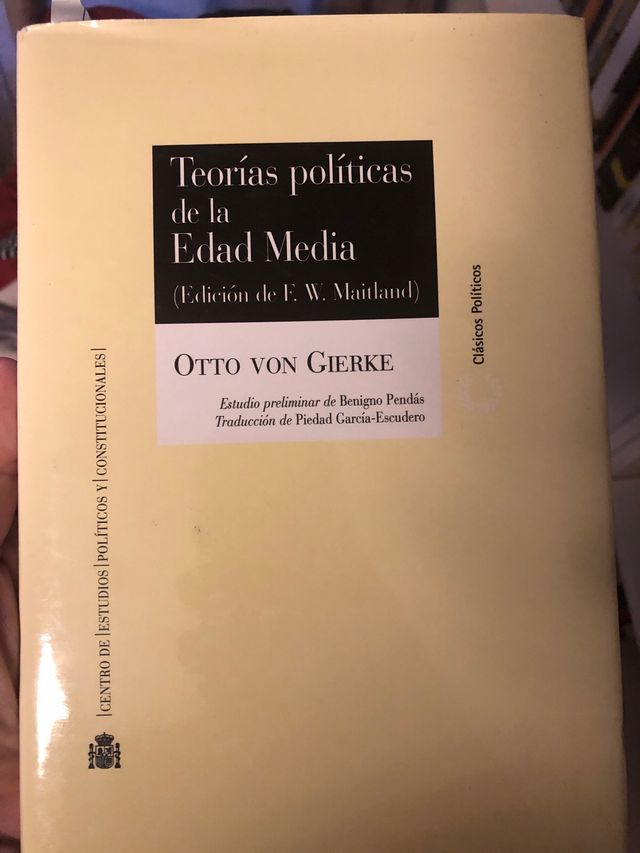 Teorías políticas
de la
Edad Media
(Edición de F. W. Maitland)
OTTO VON GIERKE
Estudio preliminar de Benigno Pendás
Traducción de Piedad García-Escudero
Clásicos Políticos
|CENTRO DE|ESTUDIOS|POLÍTICOS Y|CONSTITUCIONALES|